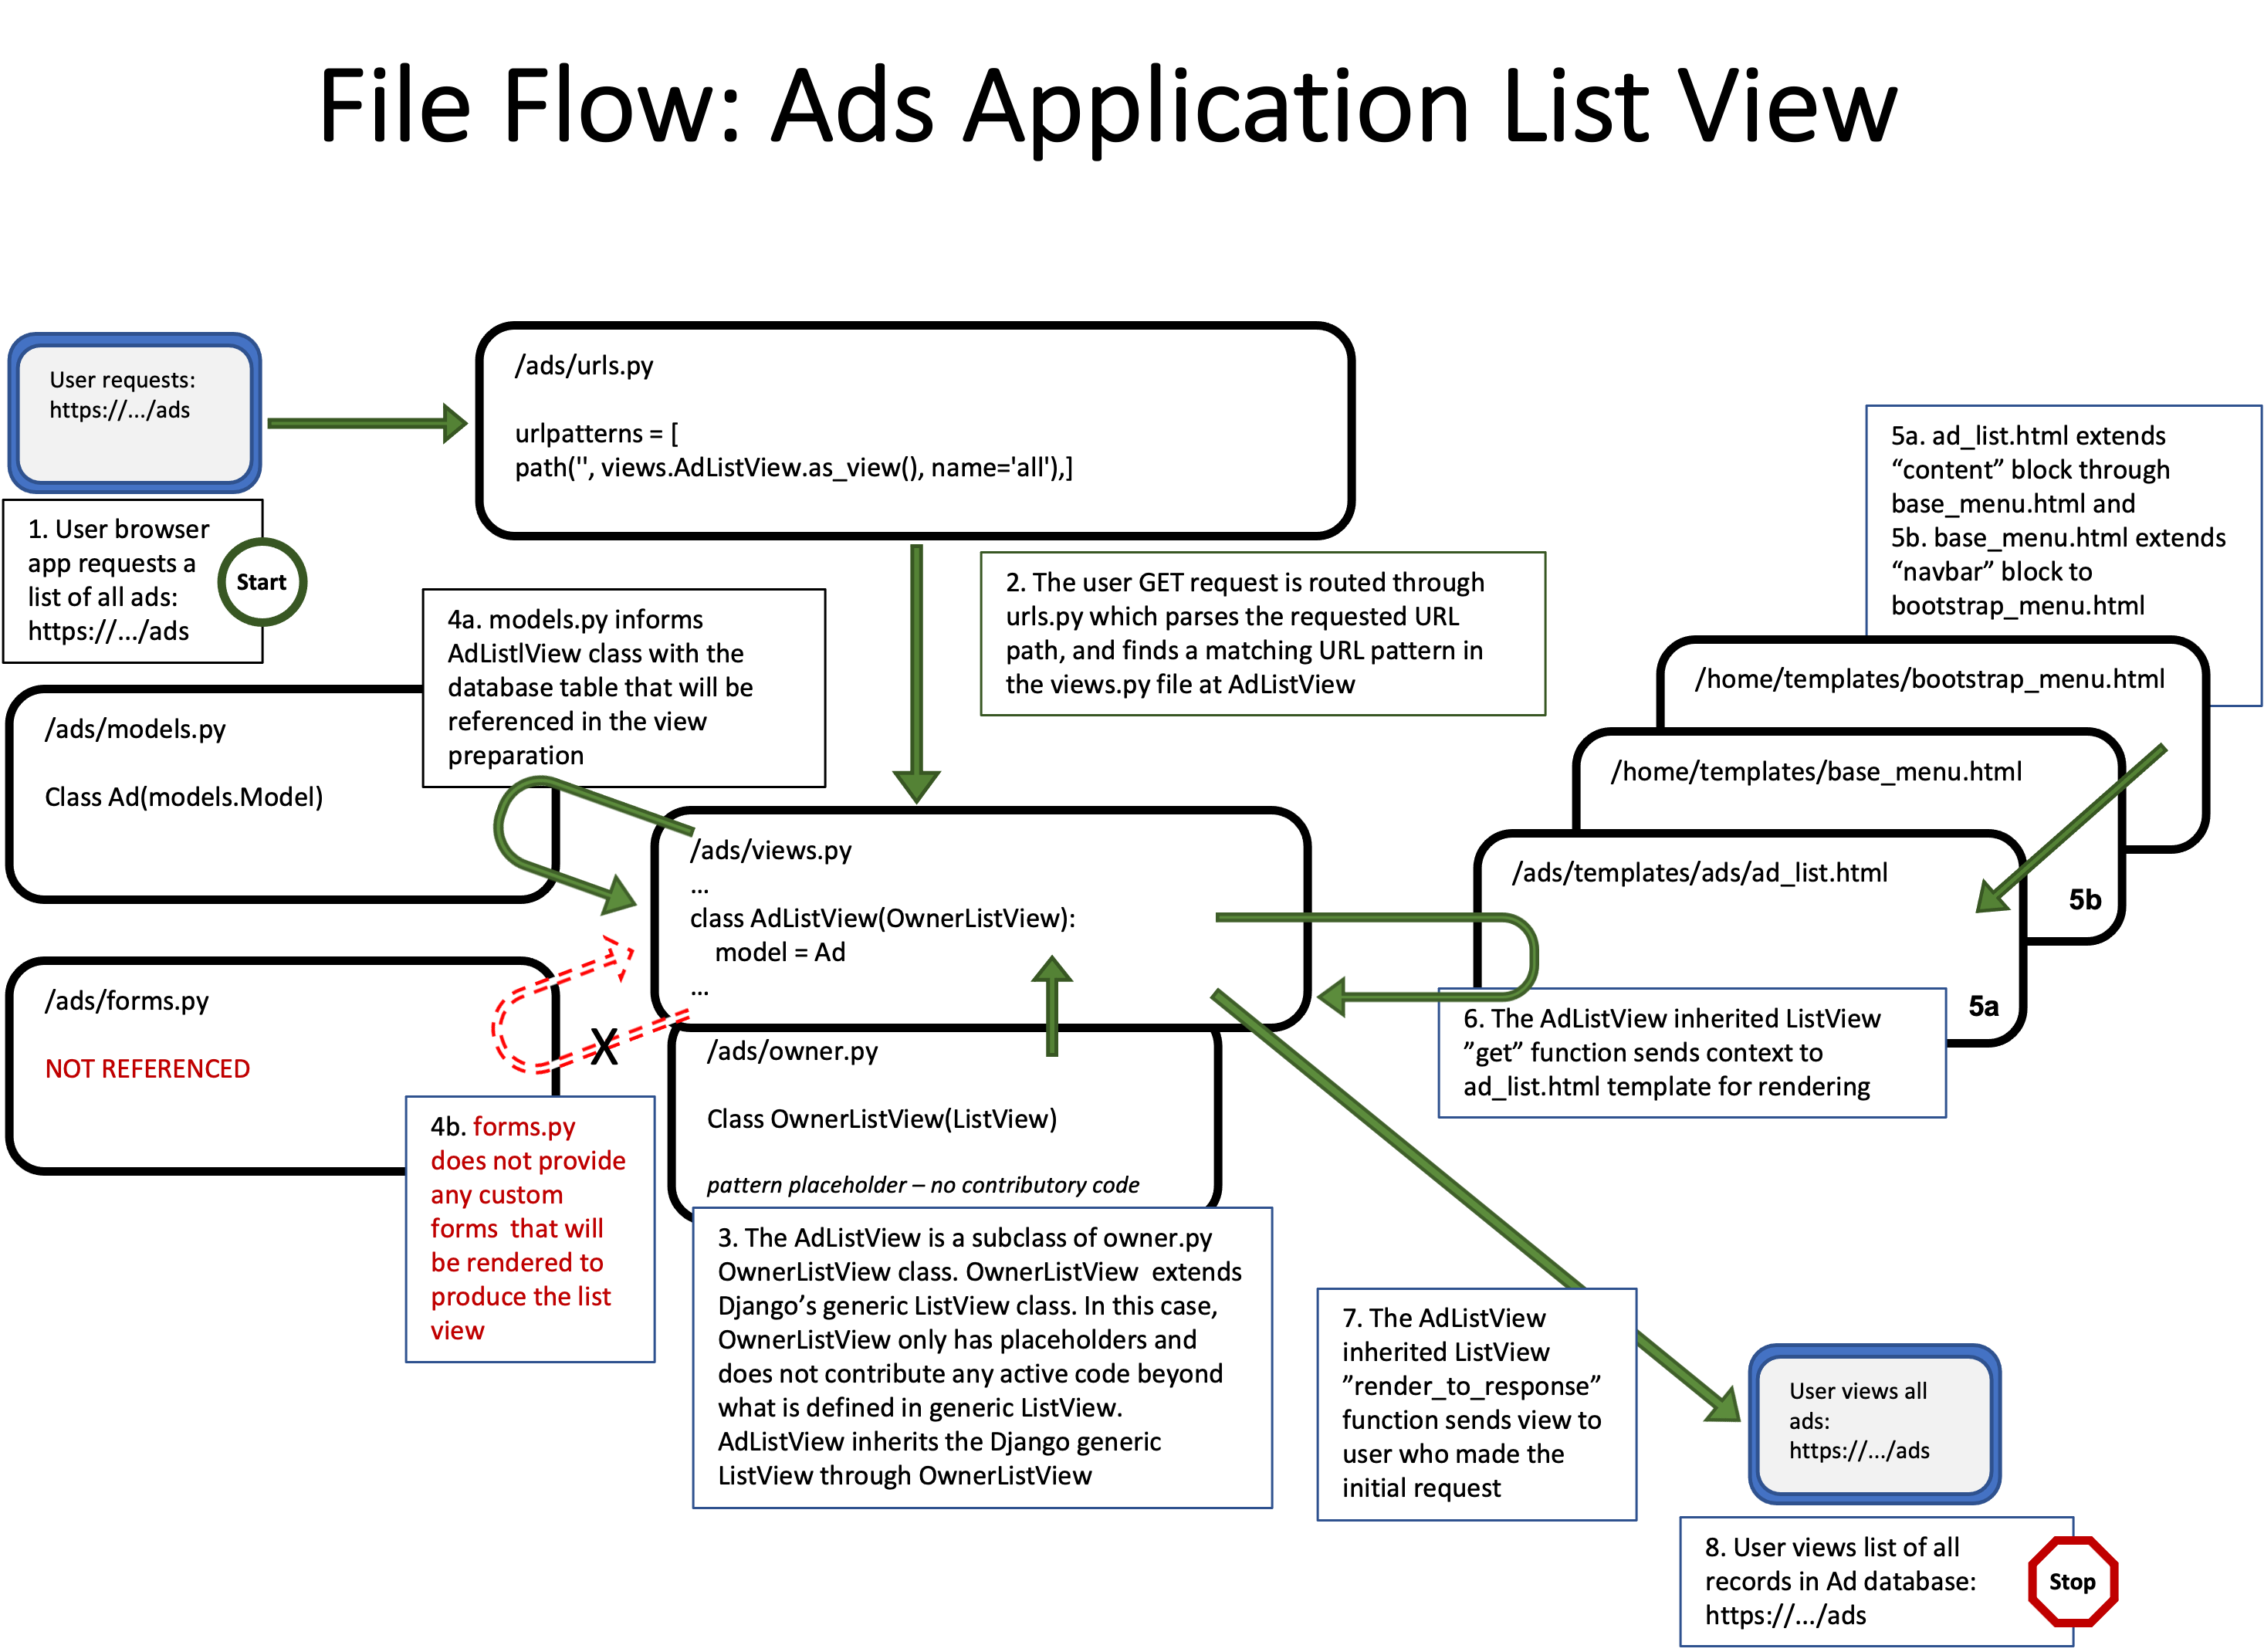 File Flow: Ads Application List View
User requests:
https://.../ads
1. User browser
app requests a
list of all ads:
https://.../ads
Start
/ads/urls.py
urlpatterns = [
path('', views.AdListView.as_view(), name='all'),]
2. The user GET request is routed through
urls.py which parses the requested URL
path, and finds a matching URL pattern in
the views.py file at AdListView
4a. models.py informs
AdListlView class with the
database table that will be
referenced in the view
preparation
/ads/models.py
Class Ad(models.Model)
/ads/forms.py
NOT REFERENCED
X
4b. forms.py
does not provide
any custom
forms  that will
be rendered to
produce the list
view
/ads/views.py
...
class AdListView(OwnerListView):
model = Ad
...
/ads/owner.py
Class OwnerListView(ListView)
pattern placeholder – no contributory code
3. The AdListView is a subclass of owner.py
OwnerListView class. OwnerListView  extends
Django’s generic ListView class. In this case,
OwnerListView only has placeholders and
does not contribute any active code beyond
what is defined in generic ListView.
AdListView inherits the Django generic
ListView through OwnerListView
5a. ad_list.html extends
“content” block through
base_menu.html and
5b. base_menu.html extends
“navbar” block to
bootstrap_menu.html
/home/templates/bootstrap_menu.html
/home/templates/base_menu.html
5b
/ads/templates/ads/ad_list.html
5a
6. The AdListView inherited ListView
”get” function sends context to
ad_list.html template for rendering
7. The AdListView
inherited ListView
”render_to_response”
function sends view to
user who made the
initial request
User views all
ads:
https://.../ads
8. User views list of all
records in Ad database:
https://.../ads
Stop